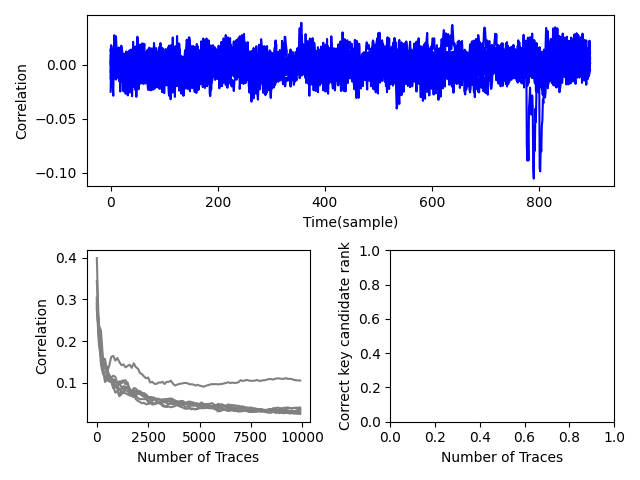 Correlation
0.00
−0.05
−0.10
0 200 400 600 800
Time(sample)
Correlation
0.4
0.3
0.2
0.1
0 2500 5000 7500 10000
Number of Traces
Correct key candidate rank
1.0
0.8
0.6
0.4
0.2
0.0
0.0 0.2 0.4 0.6 0.8 1.0
Number of Traces